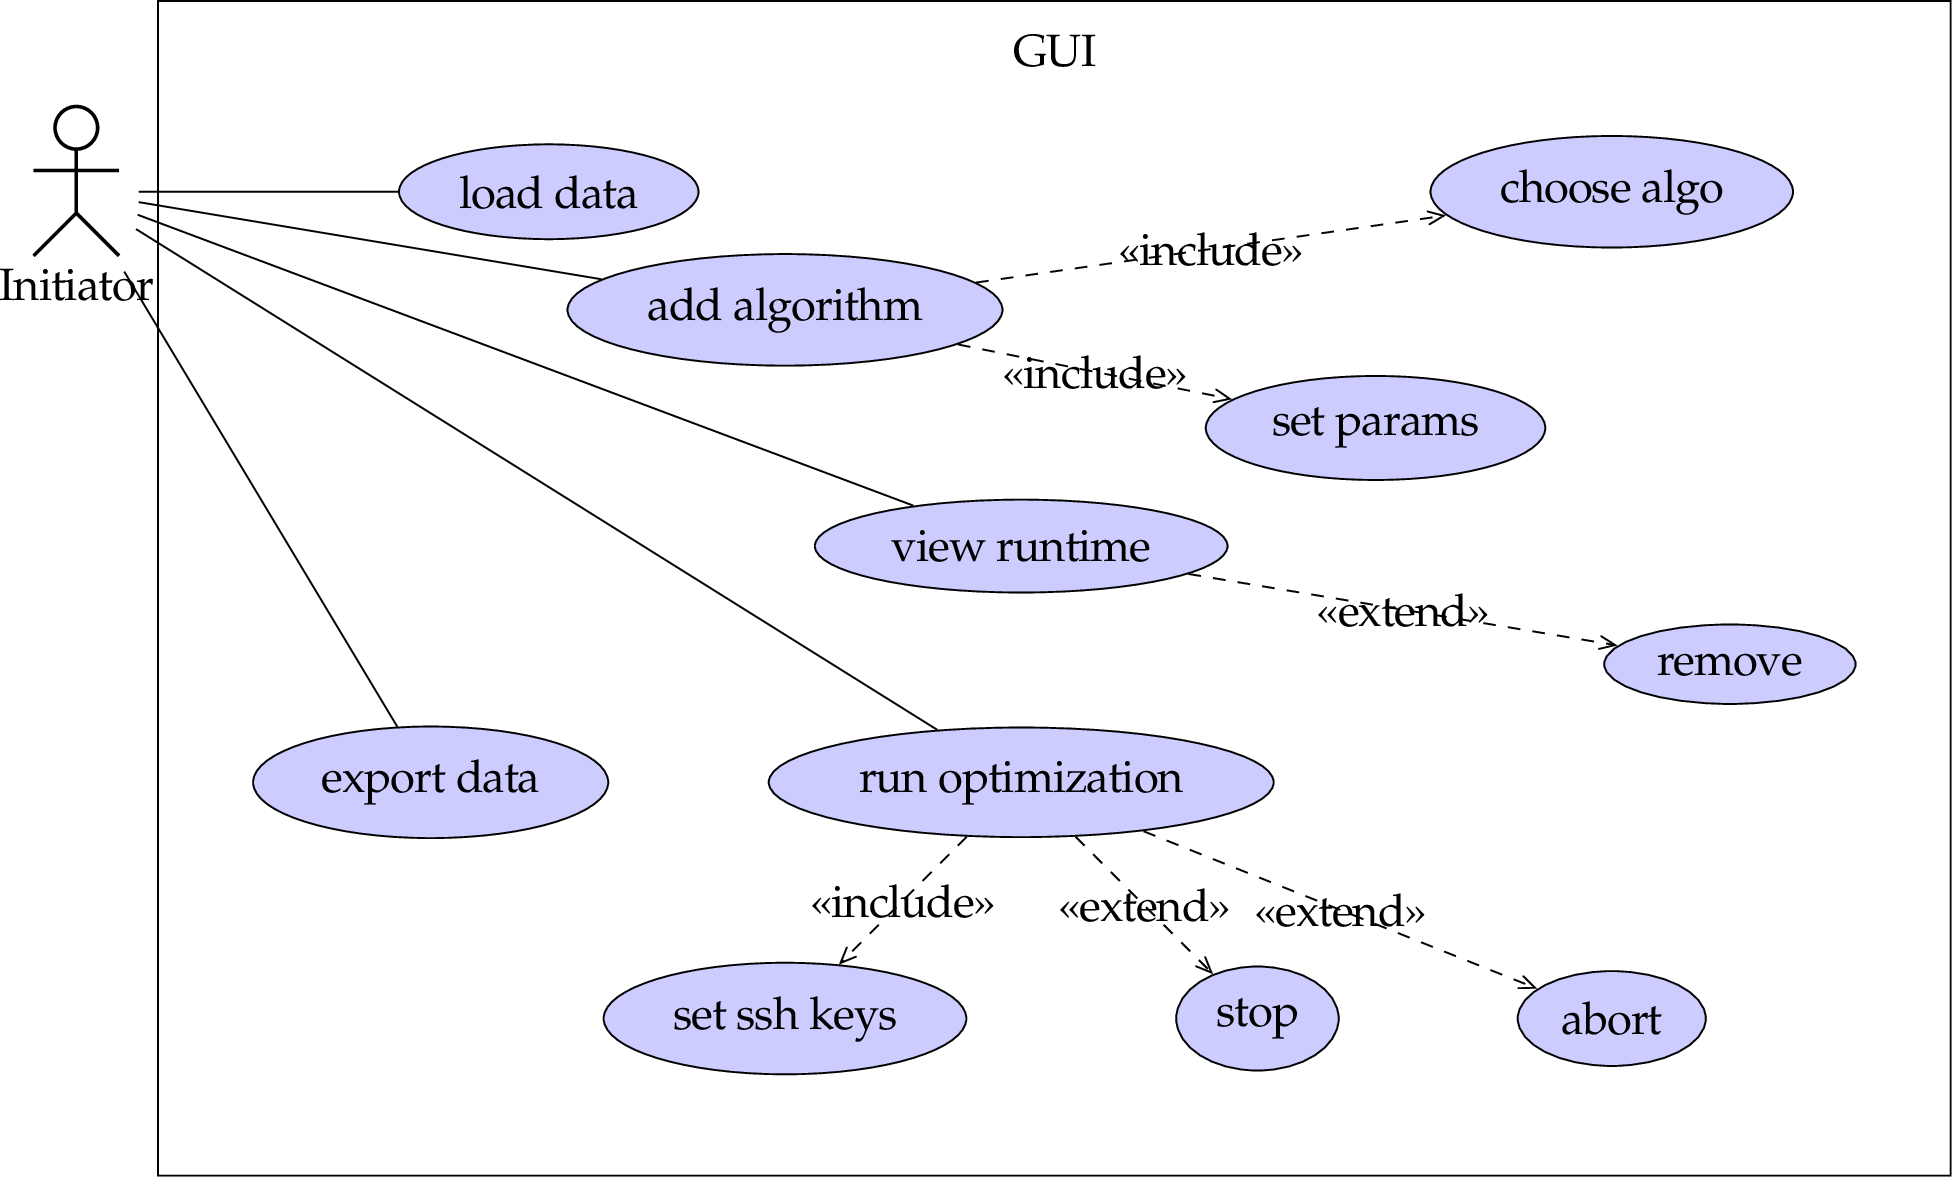 GUI
Initiator
load data
choose algo
«include»
add algorithm
«include»
set params
view runtime
«extend»
remove
export data
run optimization
«include»
«extend»
«extend»
set ssh keys
stop
abort